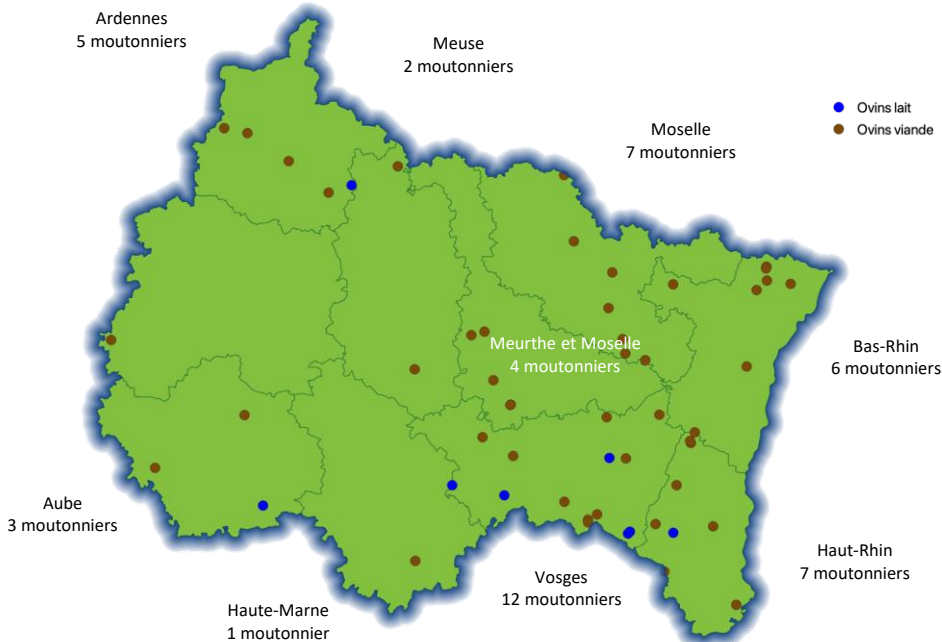 Ardennes
5 moutonniers
Meuse
2 moutonniers
Ovins lait
Ovins viande
Moselle
7 moutonniers
Meurthe et Moselle
4 moutonniers
Bas-Rhin
6 moutonniers
Aube
3 moutonniers
Haut-Rhin
7 moutonniers
Vosges
12 moutonniers
Haute-Marne
1 moutonnier